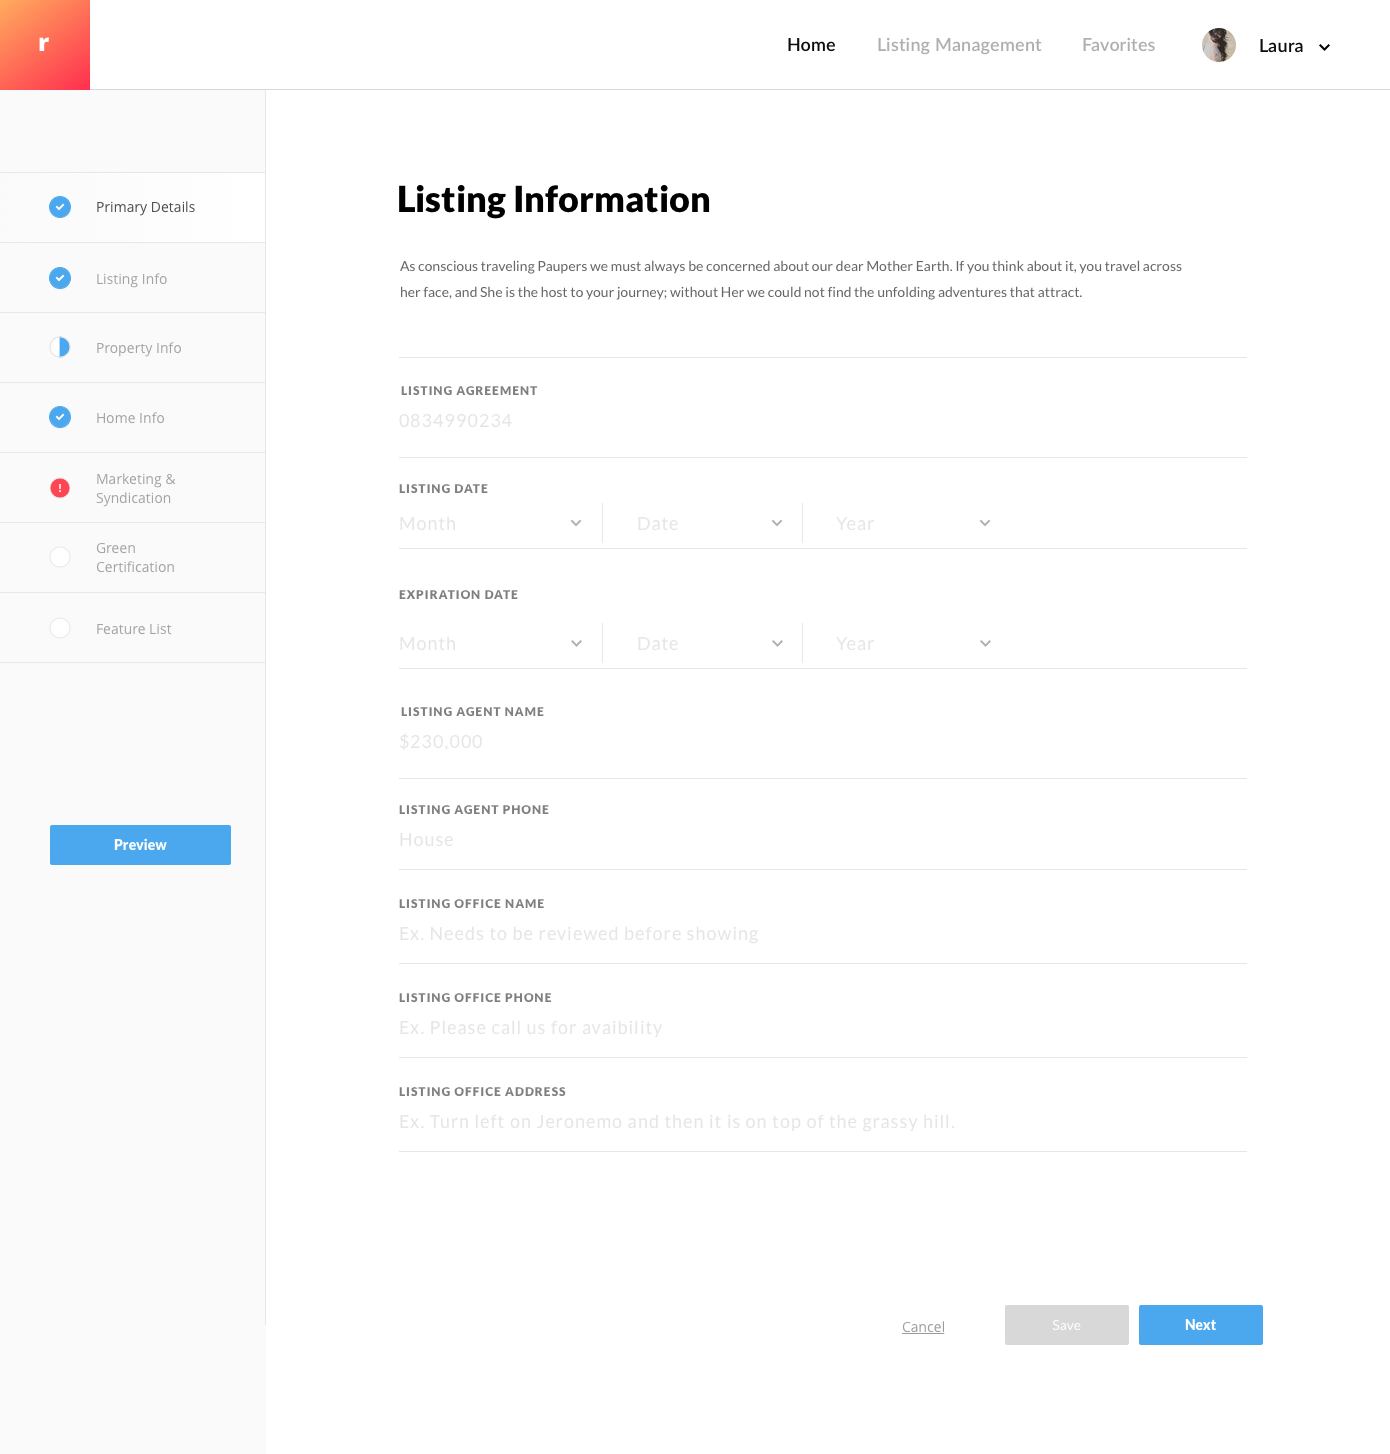 r
Home Listing Management Favorites Laura
Primary Details
Listing Info
Property Info
Home Info
!
Marketing &
Syndication
Green
Certification
Feature List
Preview
Listing Information
As conscious traveling Paupers we must always be concerned about our dear Mother Earth. If you think about it, you travel across
her face, and She is the host to your journey; without Her we could not find the unfolding adventures that attract.
LISTING AGREEMENT
0834990234
LISTING DATE
Month Date Year
EXPIRATION DATE
Month Date Year
LISTING AGENT NAME
$230,000
LISTING AGENT PHONE
House
LISTING OFFICE NAME
Ex. Needs to be reviewed before showing
LISTING OFFICE PHONE
Ex. Please call us for avaibility
LISTING OFFICE ADDRESS
Ex. Turn left on Jeronemo and then it is on top of the grassy hill.
Cancel Save Next